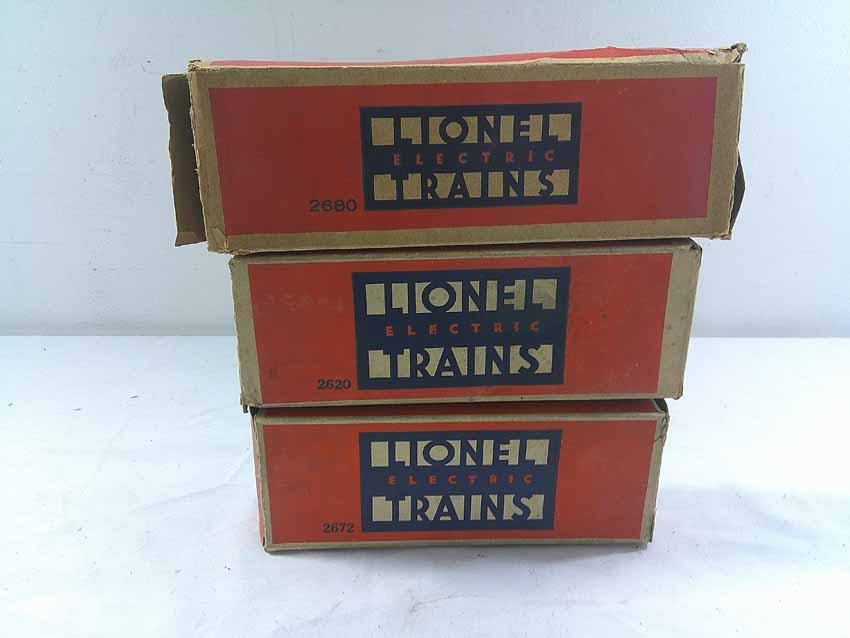 LIONEL
ELECTRIC
TRAINS
2680
LIONEL
ELECTRIC
TRAINS
2620
LIONEL
ELECTRIC
TRAINS
2672